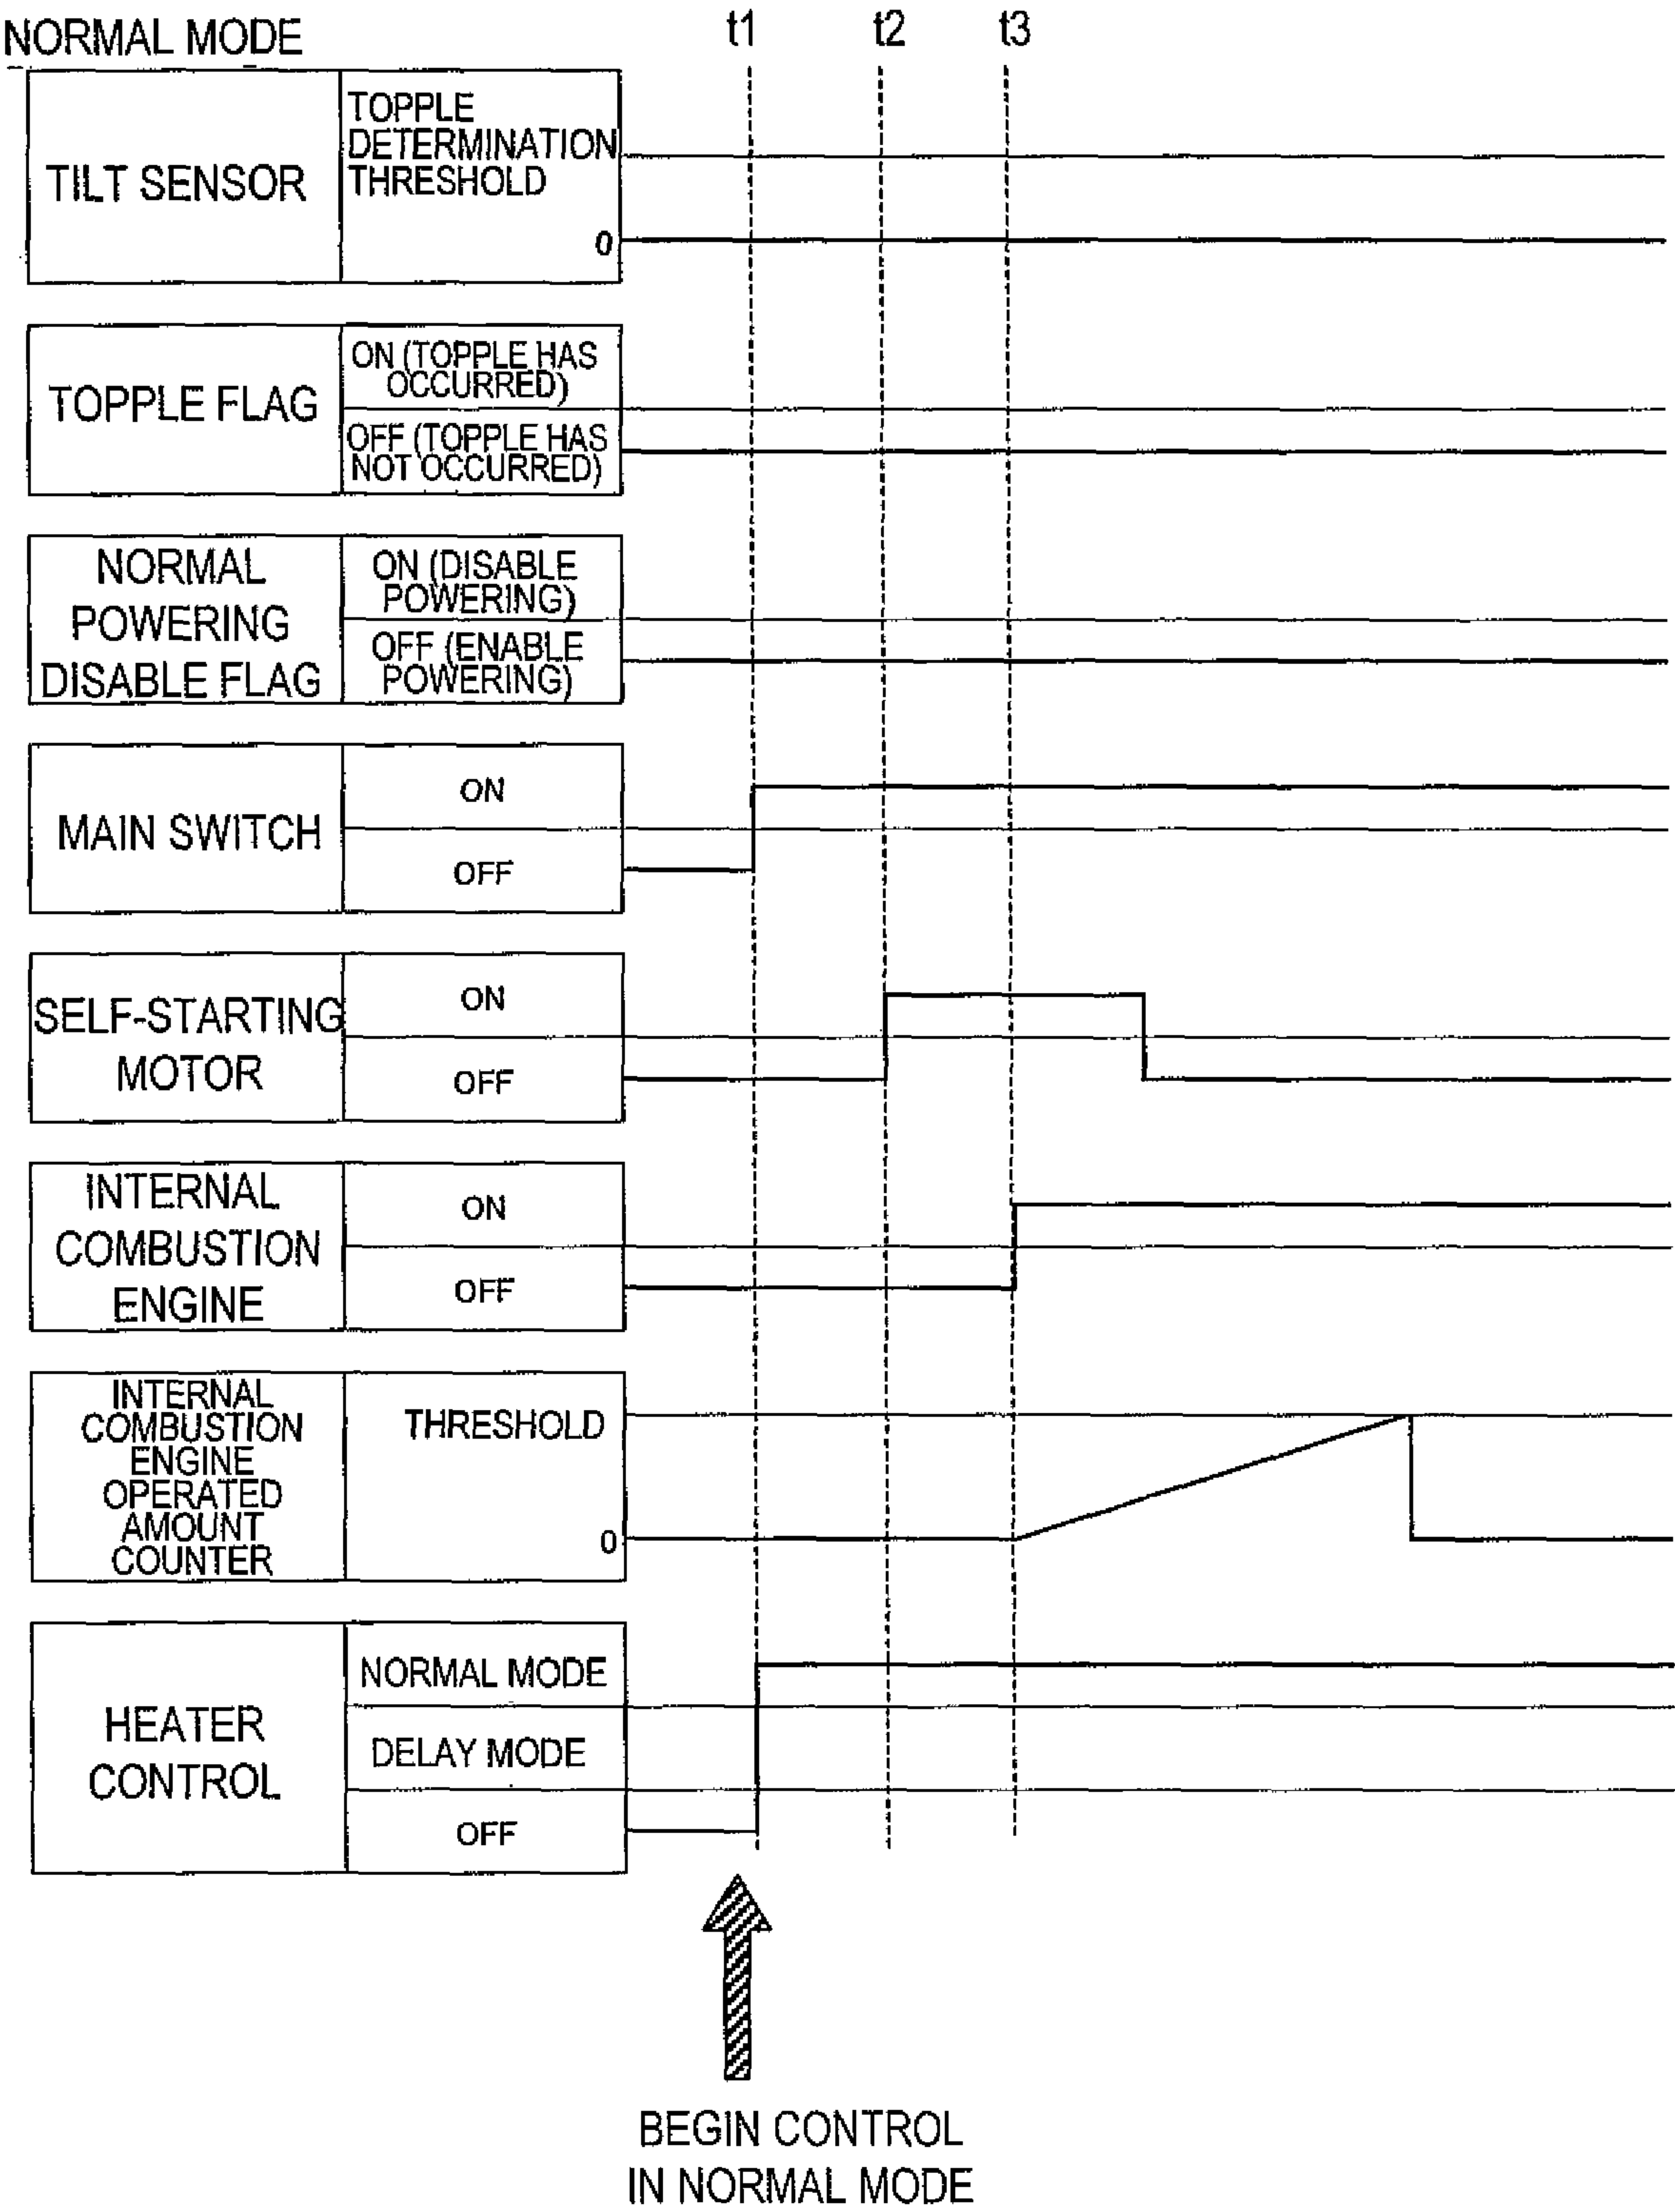 NORMAL MODE
t1
t2
t3
TILT SENSOR
TOPPLE
DETERMINATION
THRESHOLD
0
TOPPLE FLAG
ON (TOPPLE HAS
OCCURRED)
OFF (TOPPLE HAS
NOT OCCURRED)
NORMAL
POWERING
DISABLE FLAG
ON (DISABLE
POWERING)
OFF (ENABLE
POWERING)
MAIN SWITCH
ON
OFF
SELF-STARTING
MOTOR
ON
OFF
INTERNAL
COMBUSTION
ENGINE
ON
OFF
INTERNAL
COMBUSTION
ENGINE
OPERATED
AMOUNT
COUNTER
THRESHOLD
0
HEATER
CONTROL
NORMAL MODE
DELAY MODE
OFF
BEGIN CONTROL
IN NORMAL MODE